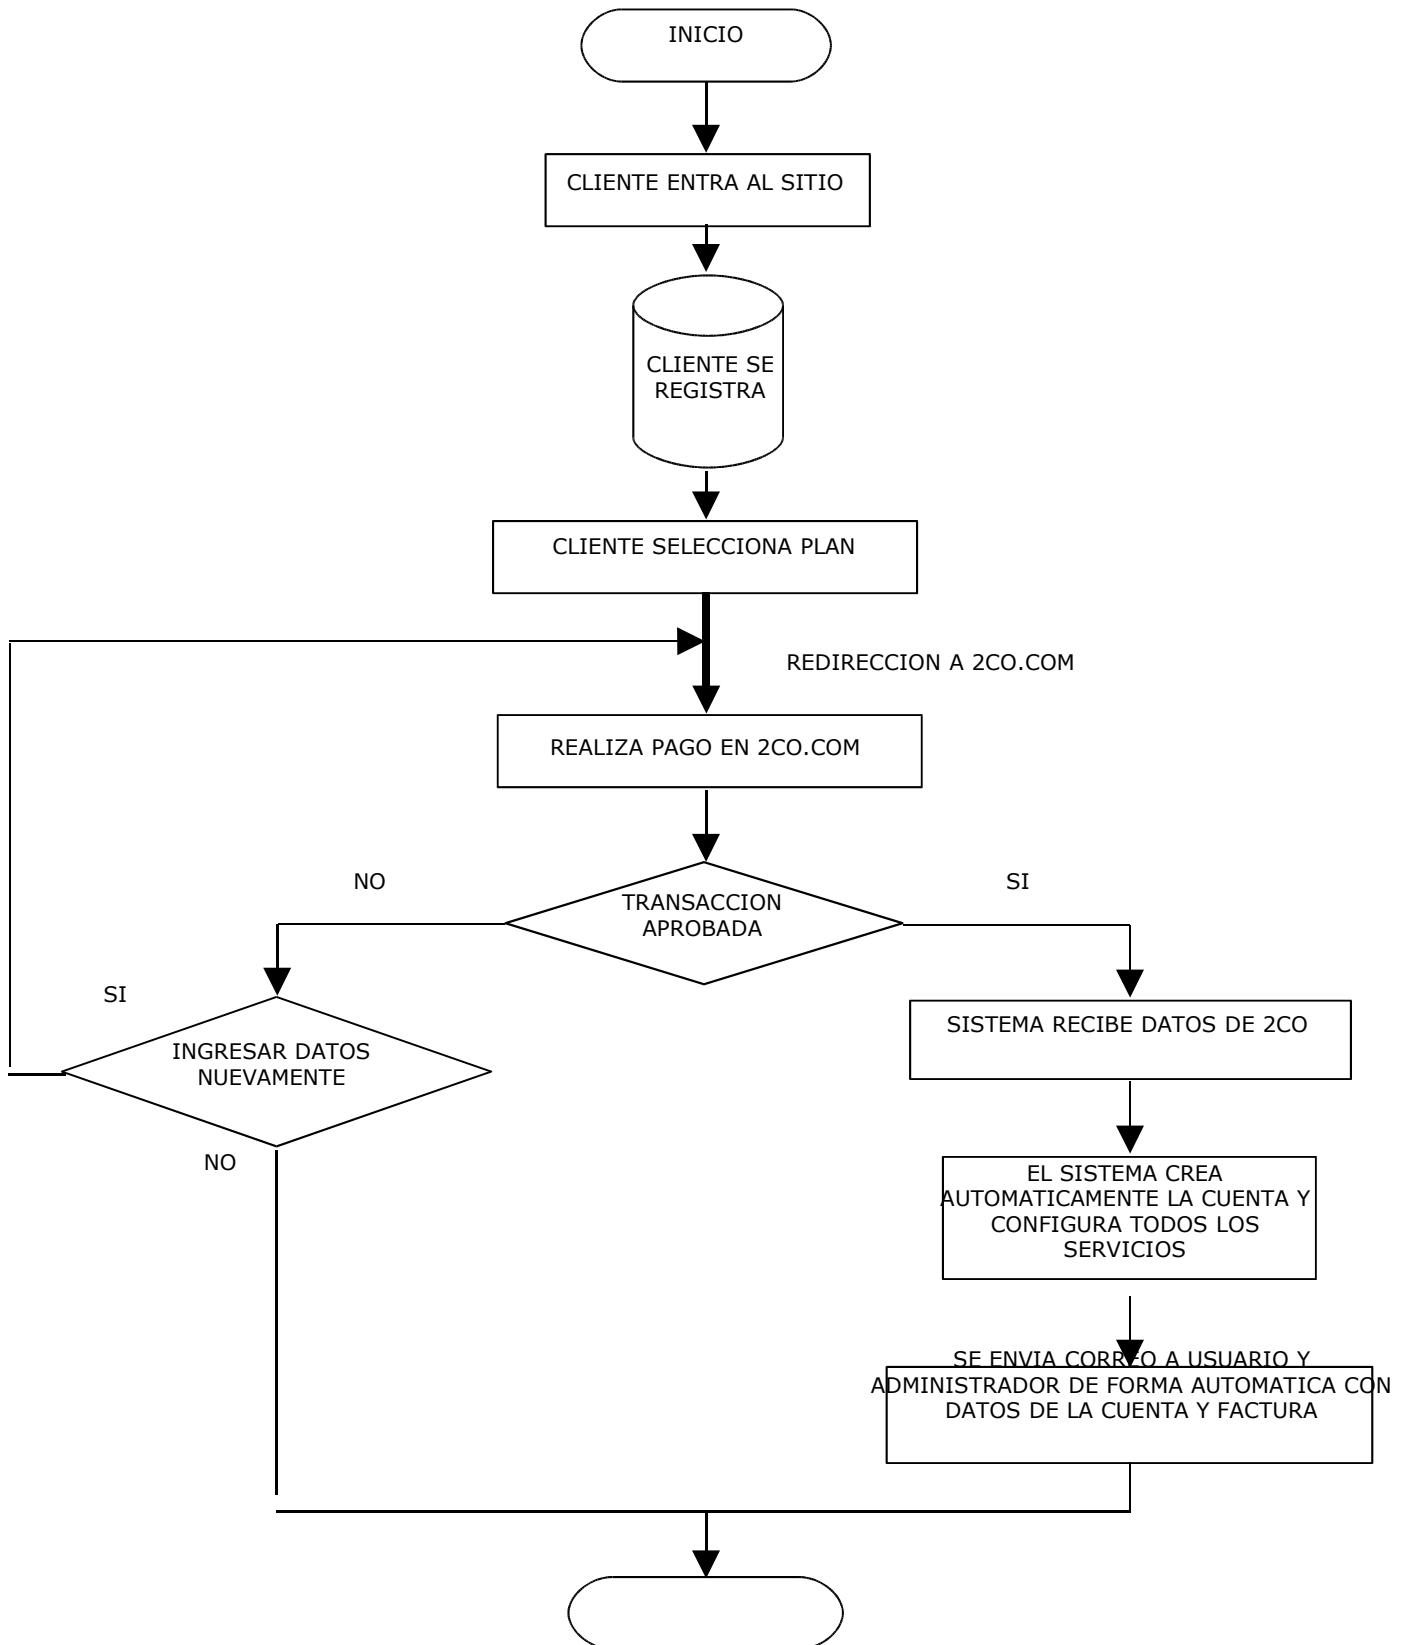 INICIO
CLIENTE ENTRA AL SITIO
CLIENTE SE
REGISTRA
CLIENTE SELECCIONA PLAN
REDIRECCION A 2CO.COM
REALIZA PAGO EN 2CO.COM
NO
SI
TRANSACCION
APROBADA
SI
INGRESAR DATOS
NUEVAMENTE
NO
SISTEMA RECIBE DATOS DE 2CO
EL SISTEMA CREA
AUTOMATICAMENTE LA CUENTA Y
CONFIGURA TODOS LOS
SERVICIOS
SE ENVIA CORREO A USUARIO Y
ADMINISTRADOR DE FORMA AUTOMATICA CON
DATOS DE LA CUENTA Y FACTURA